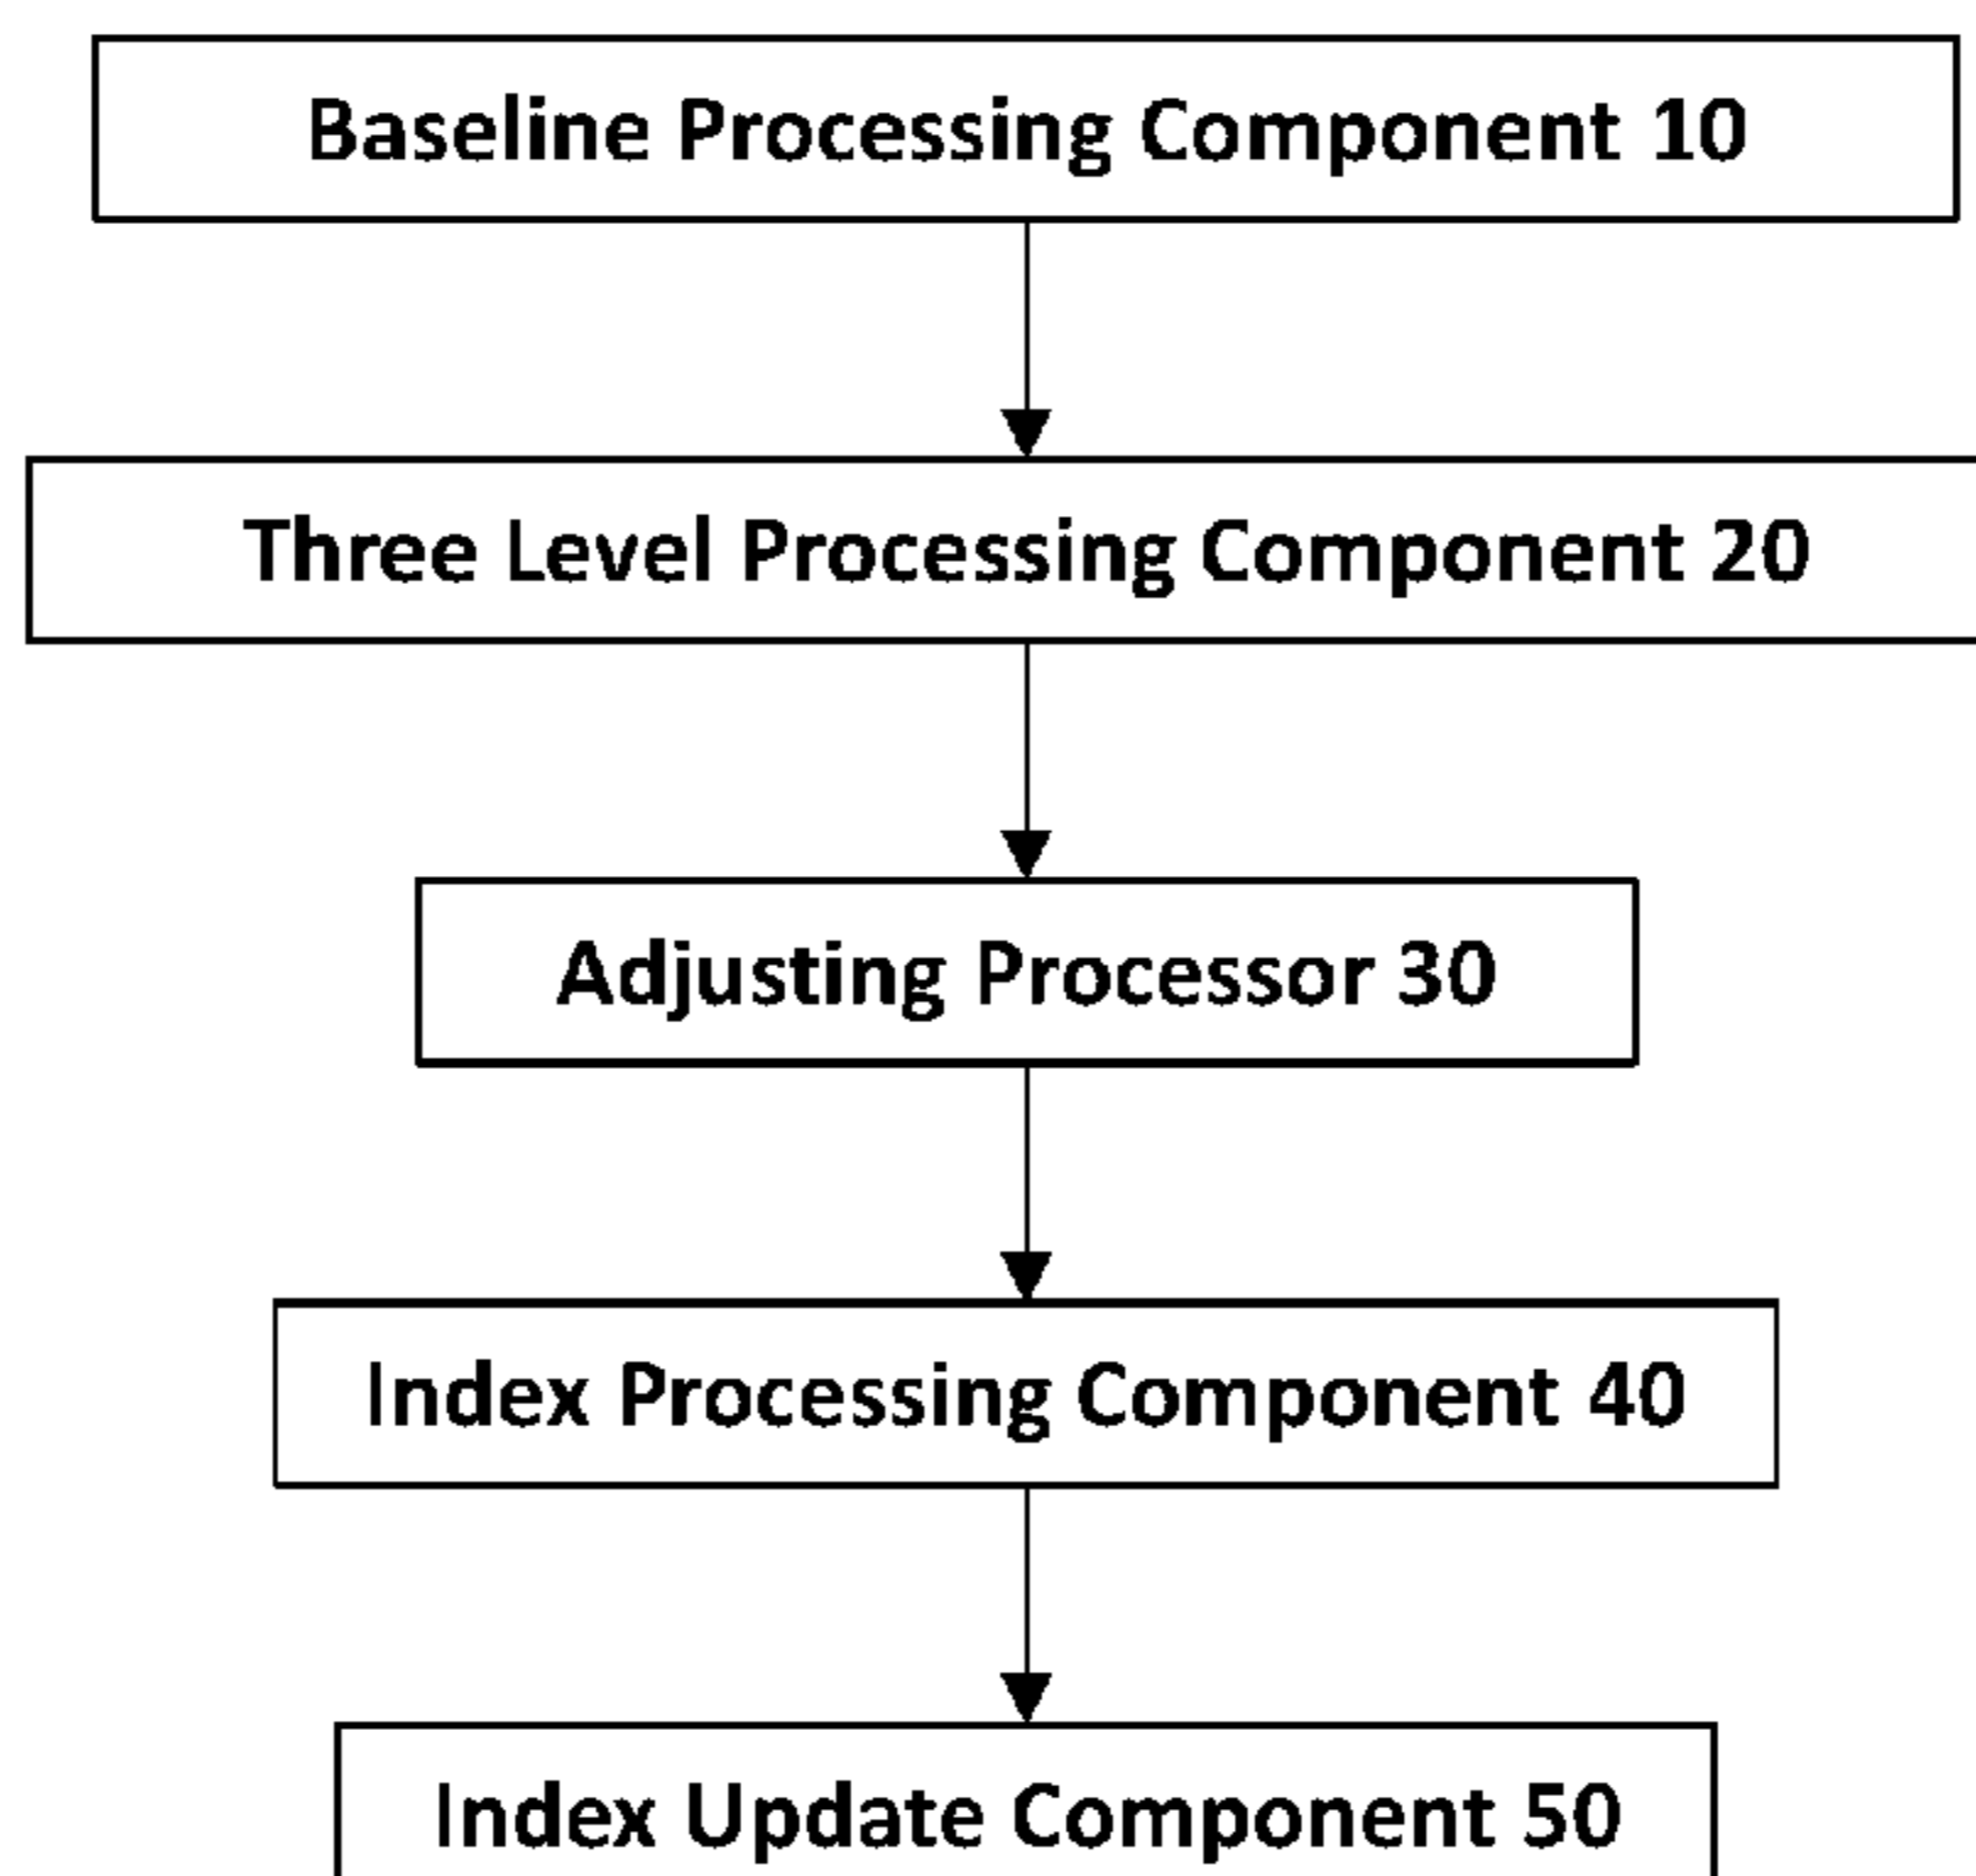 Baseline Processing Component 10
Three Level Processing Component 20
Adjusting Processor 30
Index Processing Component 40
Index Update Component 50